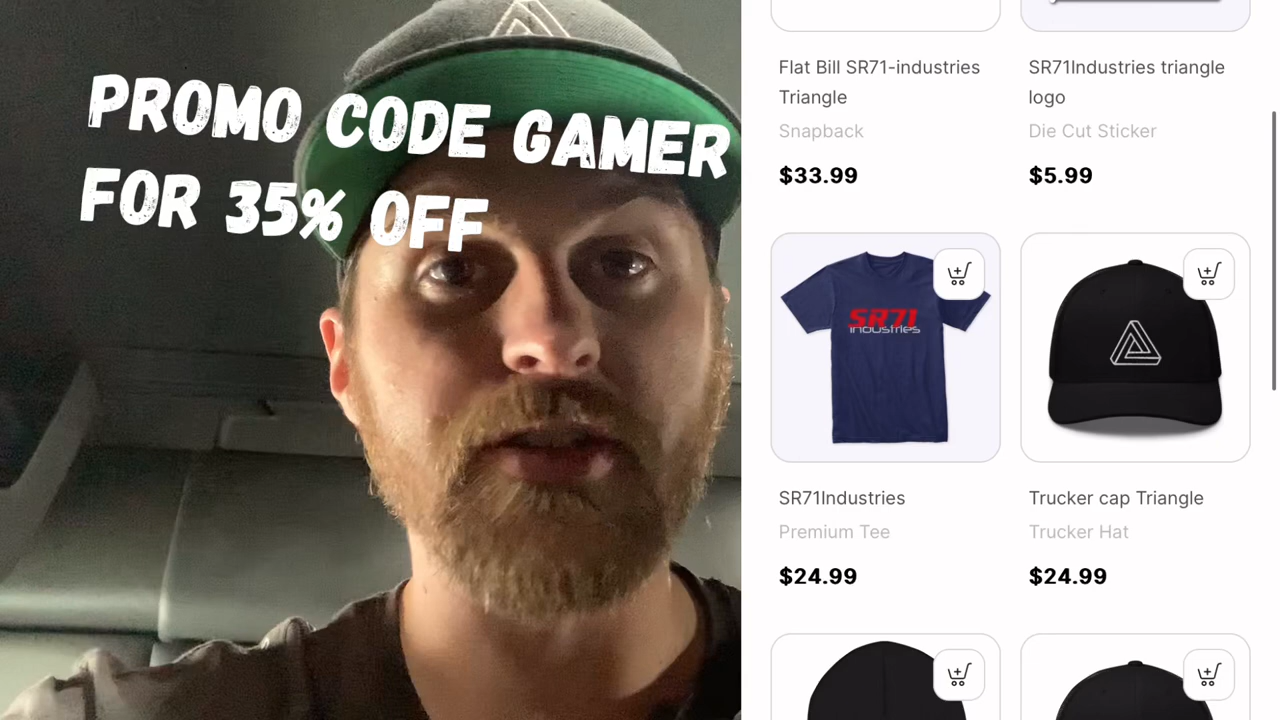 PROMO CODE GAMER
FOR 35% OFF
Flat Bill SR71-industries
Triangle
Snapback
$33.99
SR71Industries triangle
logo
Die Cut Sticker
$5.99
SR71
industries
SR71Industries
Premium Tee
$24.99
Trucker cap Triangle
Trucker Hat
$24.99